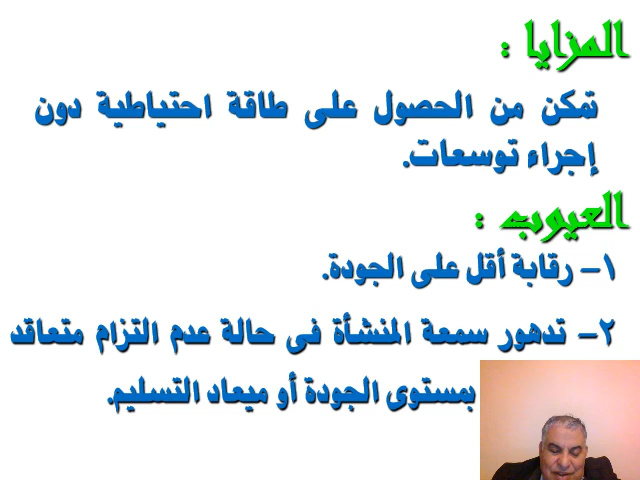 المزايا :
تمكن من الحصول على طاقة احتياطية دون
إجراء توسعات.
العيوب :
١- رقابة أقل على الجودة.
٢- تدهور سمعة المنشأة فى حالة عدم التزام متعاقد
بمستوى الجودة أو ميعاد التسليم.